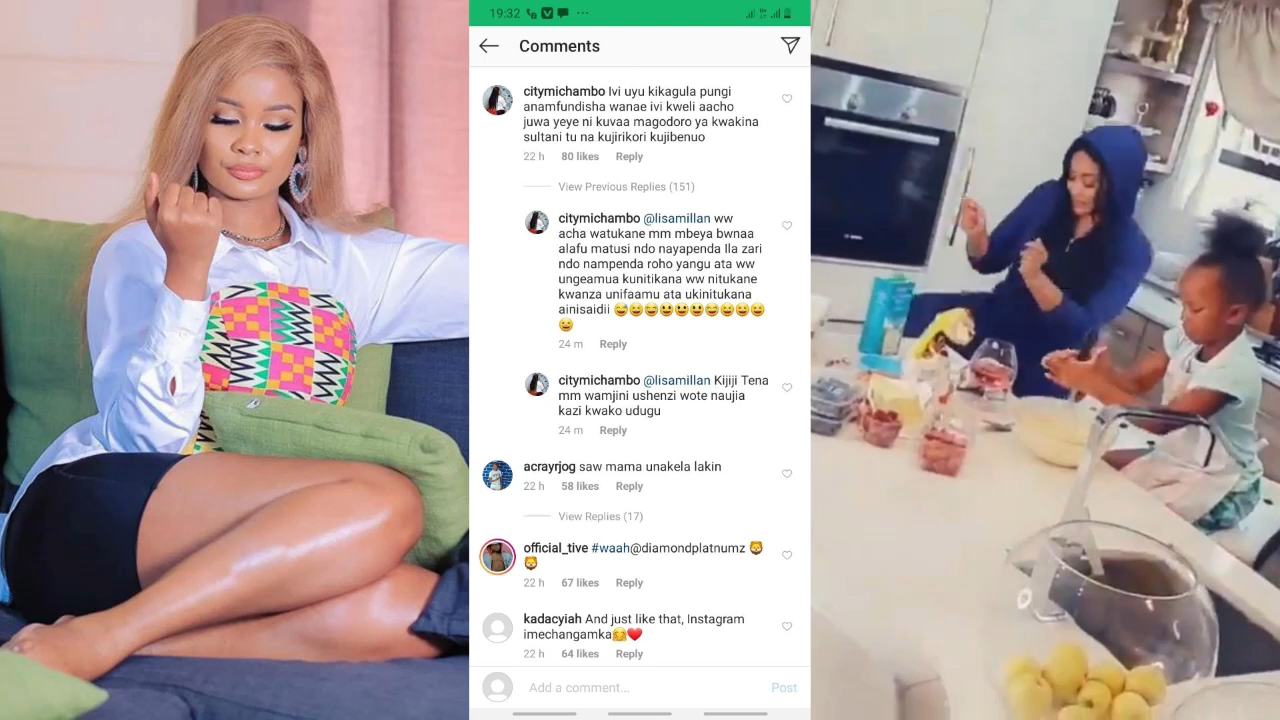 19:32
Comments
citymichambo Ivi uyu kikagula pungi
anamfundisha wanae ivi kweli aacho
juwa yeye ni kuvaa magodoro ya kwakina
sultani tu na kujirikori kujibenuo
22 h 80 likes Reply
View Previous Replies (151)
citymichambo @lisamillan ww
acha watukane mm mbeya bwnaa
alafu matusi ndo nayapenda Ila zari
ndo nampenda roho yangu ata ww
ungeamua kunitikana ww nitukane
kwanza unifaamu ata ukinitukana
ainisaidii 😅😅😅😅😅😅😅😅😅😅
😅
24 m Reply
citymichambo @lisamillan Kijiji Tena
mm wamjini ushenzi wote naujia
kazi kwako udugu
24 m Reply
acrayrjog saw mama unakela lakin
22 h 58 likes Reply
View Replies (17)
official_tive #waah@diamondplatnumz 🦁
🦁
22 h 67 likes Reply
kadacyiah And just like that, Instagram
imechangamka🤗❤️
22 h 64 likes Reply
Add a comment... Post